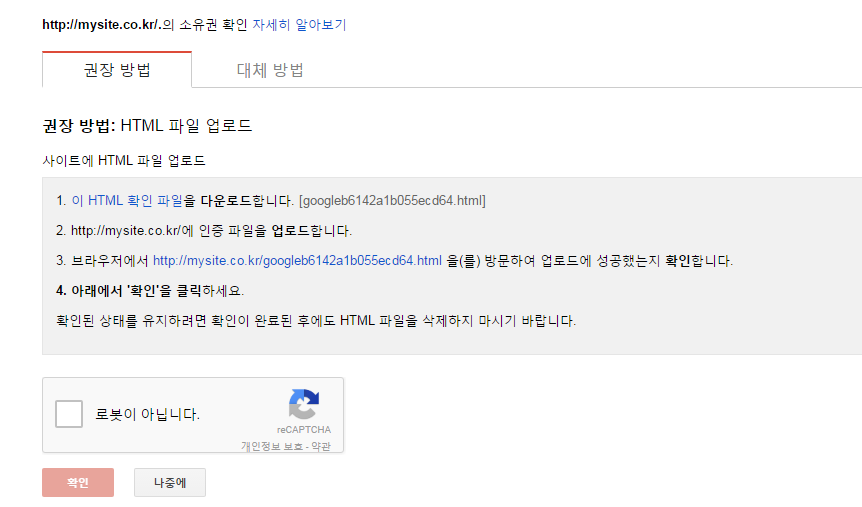 http://mysite.co.kr/.의 소유권 확인 자세히 알아보기
권장 방법 대체 방법
권장 방법: HTML 파일 업로드
사이트에 HTML 파일 업로드
1. 이 HTML 확인 파일을 다운로드합니다. [googleb6142a1b055ecd64.html]
2. http://mysite.co.kr/에 인증 파일을 업로드합니다.
3. 브라우저에서 http://mysite.co.kr/googleb6142a1b055ecd64.html 을(를) 방문하여 업로드에 성공했는지 확인합니다.
4. 아래에서 '확인'을 클릭하세요.
확인된 상태를 유지하려면 확인이 완료된 후에도 HTML 파일을 삭제하지 마시기 바랍니다.
로봇이 아닙니다.
reCAPTCHA
개인정보 보호 - 약관
확인 나중에